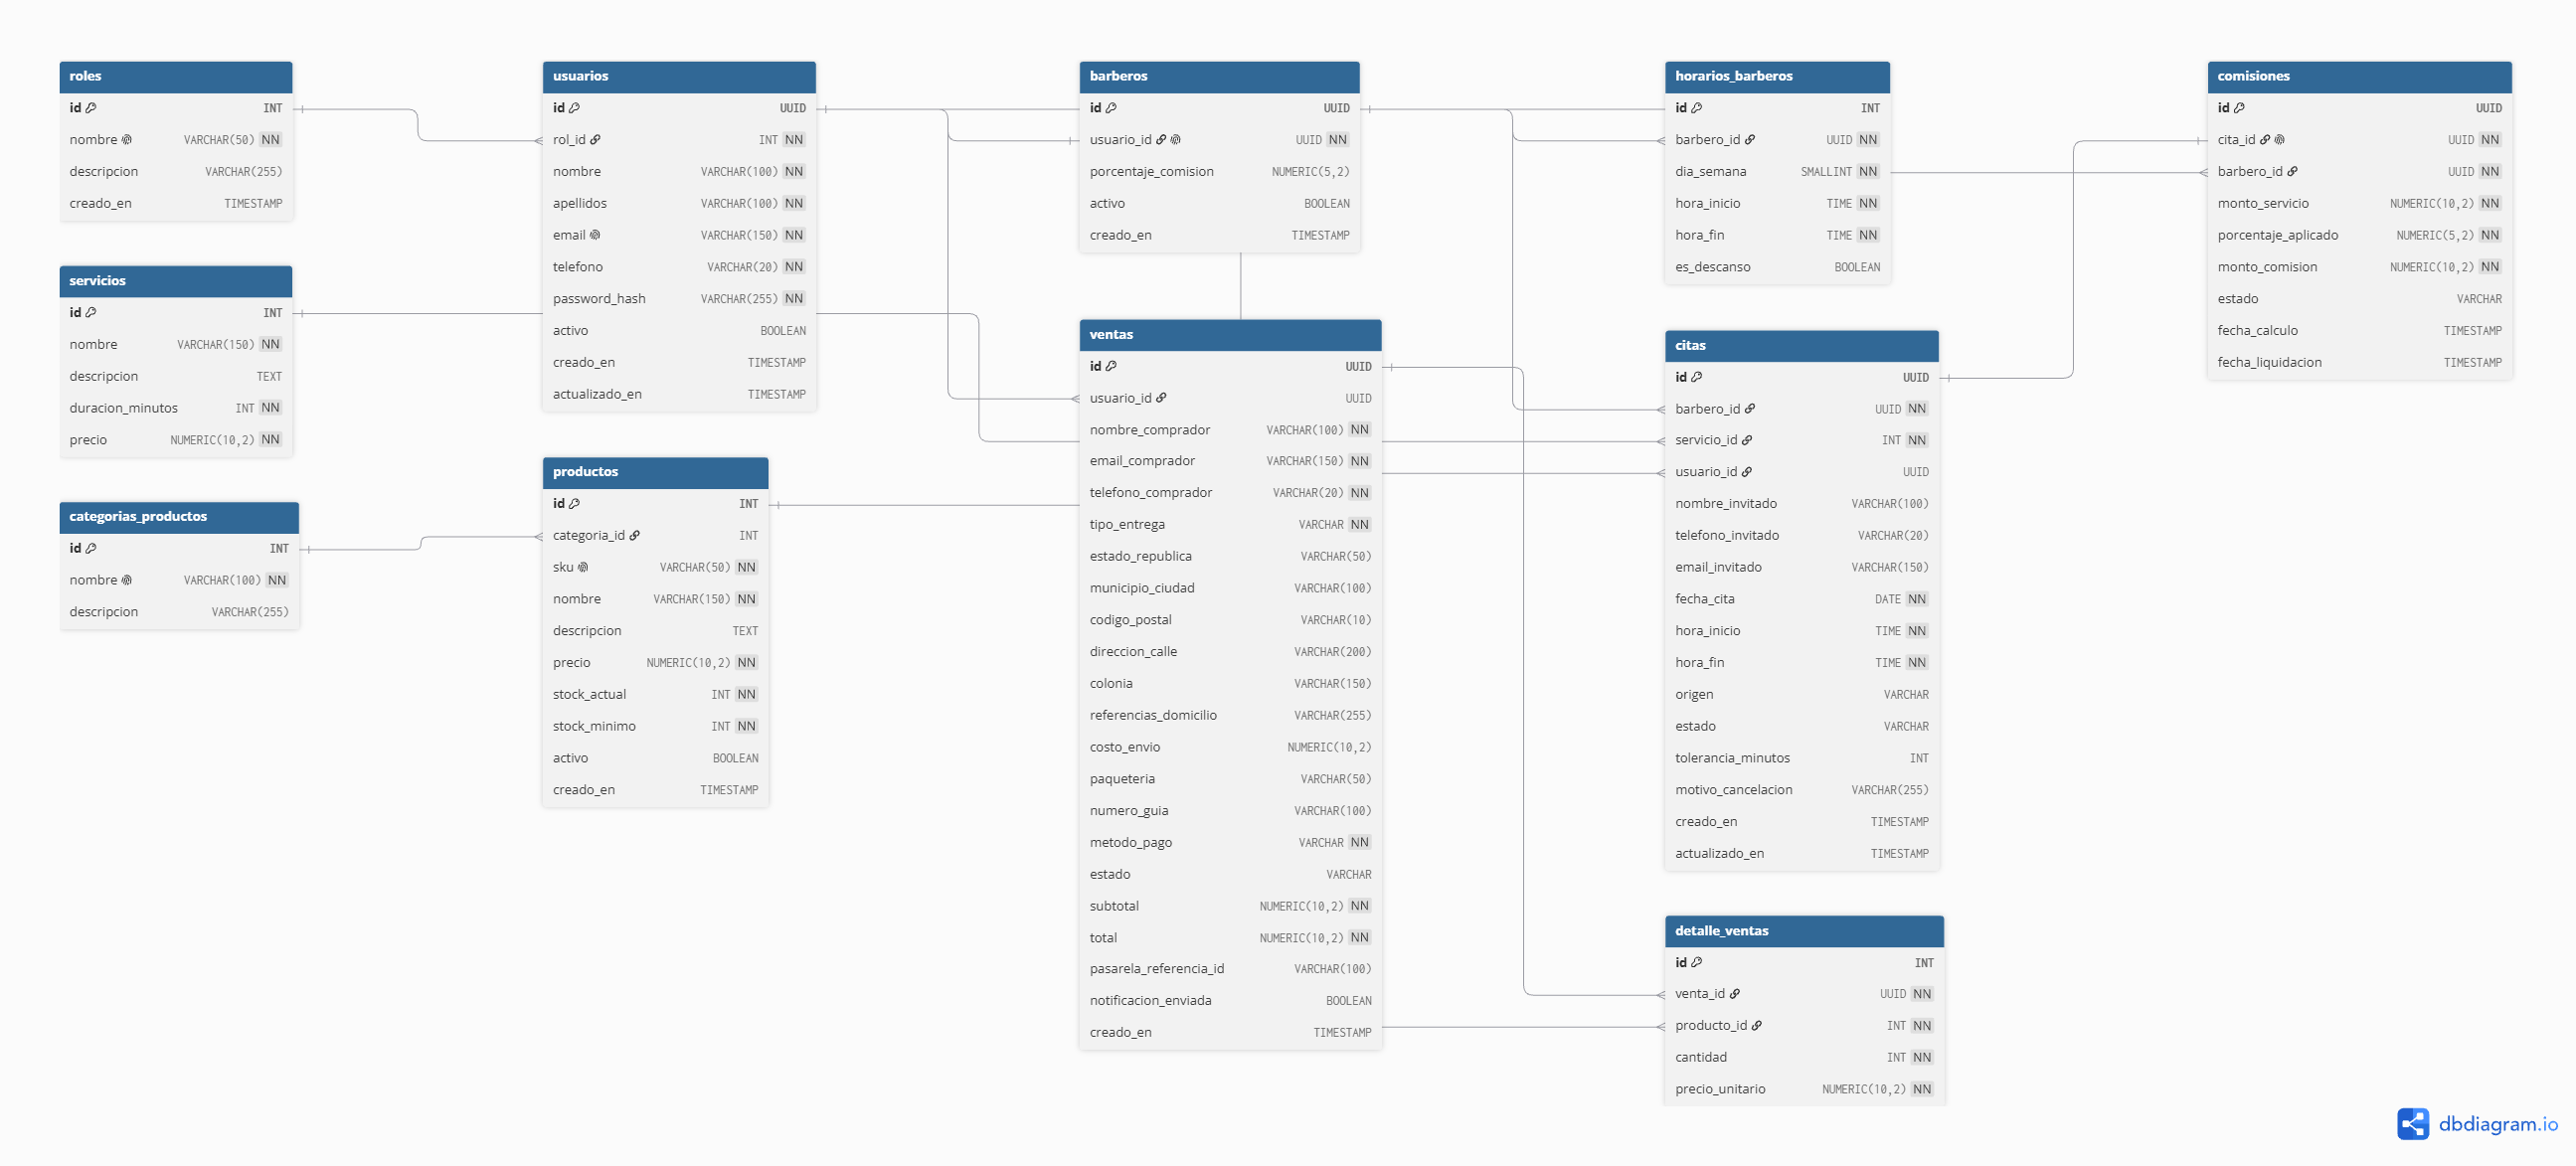 roles
id INT
nombre VARCHAR(50) NN
descripcion VARCHAR(255)
creado_en TIMESTAMP
servicios
id INT
nombre VARCHAR(150) NN
descripcion TEXT
duracion_minutos INT NN
precio NUMERIC(10,2) NN
categorias_productos
id INT
nombre VARCHAR(100) NN
descripcion VARCHAR(255)
usuarios
id UUID
rol_id INT NN
nombre VARCHAR(100) NN
apellidos VARCHAR(100) NN
email VARCHAR(150) NN
telefono VARCHAR(20) NN
password_hash VARCHAR(255) NN
activo BOOLEAN
creado_en TIMESTAMP
actualizado_en TIMESTAMP
productos
id INT
categoria_id INT
sku VARCHAR(50) NN
nombre VARCHAR(150) NN
descripcion TEXT
precio NUMERIC(10,2) NN
stock_actual INT NN
stock_minimo INT NN
activo BOOLEAN
creado_en TIMESTAMP
barberos
id UUID
usuario_id UUID NN
porcentaje_comision NUMERIC(5,2)
activo BOOLEAN
creado_en TIMESTAMP
ventas
id UUID
usuario_id UUID
nombre_comprador VARCHAR(100) NN
email_comprador VARCHAR(150) NN
telefono_comprador VARCHAR(20) NN
tipo_entrega VARCHAR NN
estado_republica VARCHAR(50)
municipio_ciudad VARCHAR(100)
codigo_postal VARCHAR(10)
direccion_calle VARCHAR(200)
colonia VARCHAR(150)
referencias_domicilio VARCHAR(255)
costo_envio NUMERIC(10,2)
paqueteria VARCHAR(50)
numero_guia VARCHAR(100)
metodo_pago VARCHAR NN
estado VARCHAR
subtotal NUMERIC(10,2) NN
total NUMERIC(10,2) NN
pasarela_referencia_id VARCHAR(100)
notificacion_enviada BOOLEAN
creado_en TIMESTAMP
horarios_barberos
id INT
barbero_id UUID NN
dia_semana SMALLINT NN
hora_inicio TIME NN
hora_fin TIME NN
es_descanso BOOLEAN
citas
id UUID
barbero_id UUID NN
servicio_id INT NN
usuario_id UUID
nombre_invitado VARCHAR(100)
telefono_invitado VARCHAR(20)
email_invitado VARCHAR(150)
fecha_cita DATE NN
hora_inicio TIME NN
hora_fin TIME NN
origen VARCHAR
estado VARCHAR
tolerancia_minutos INT
motivo_cancelacion VARCHAR(255)
creado_en TIMESTAMP
actualizado_en TIMESTAMP
detalle_ventas
id INT
venta_id UUID NN
producto_id INT NN
cantidad INT NN
precio_unitario NUMERIC(10,2) NN
comisiones
id UUID
cita_id UUID NN
barbero_id UUID NN
monto_servicio NUMERIC(10,2) NN
porcentaje_aplicado NUMERIC(5,2) NN
monto_comision NUMERIC(10,2) NN
estado VARCHAR
fecha_calculo TIMESTAMP
fecha_liquidacion TIMESTAMP
dbdiagram.io